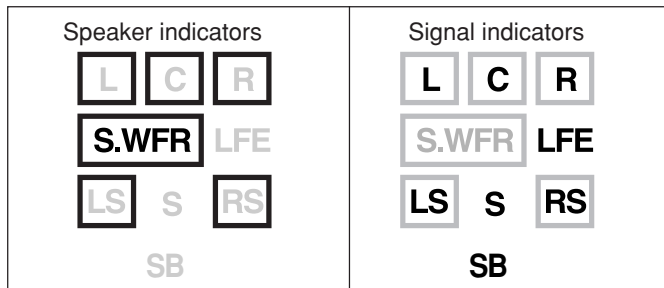 Speaker indicators
L C R
S.WFR LFE
LS S RS
SB
Signal indicators
L C R
S.WFR LFE
LS S RS
SB